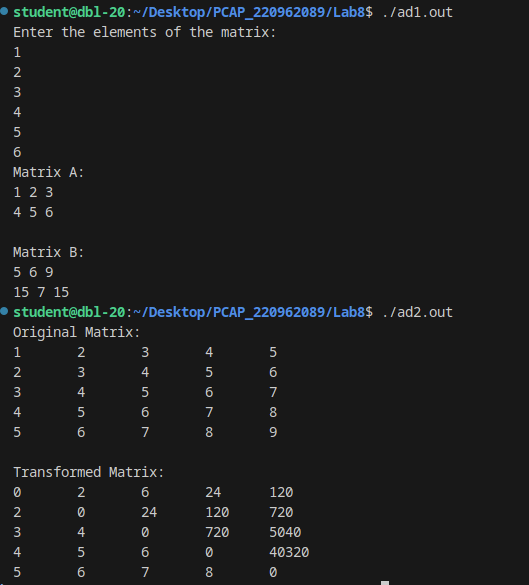 student@dbl-20:~/Desktop/PCAP_220962089/Lab8$ ./ad1.out
Enter the elements of the matrix:
1
2
3
4
5
6
Matrix A:
1 2 3
4 5 6
Matrix B:
5 6 9
15 7 15
student@dbl-20:~/Desktop/PCAP_220962089/Lab8$ ./ad2.out
Original Matrix:
1 2 3 4 5
2 3 4 5 6
3 4 5 6 7
4 5 6 7 8
5 6 7 8 9
Transformed Matrix:
0 2 6 24 120
2 0 24 120 720
3 4 0 720 5040
4 5 6 0 40320
5 6 7 8 0